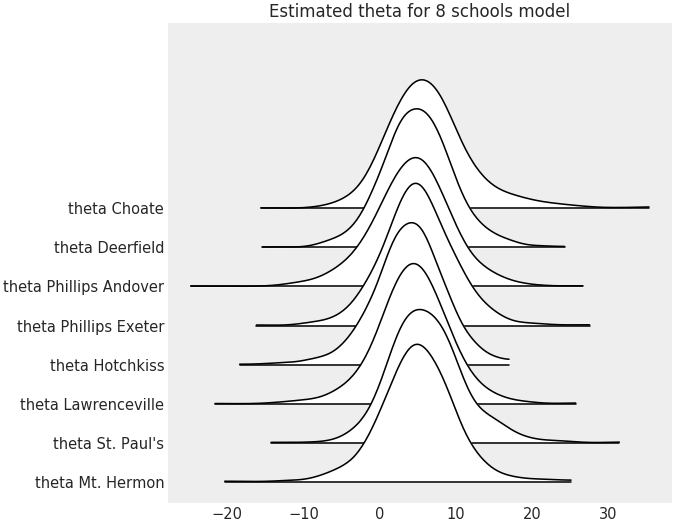 Estimated theta for 8 schools model
theta Choate
theta Deerfield
theta Phillips Andover
theta Phillips Exeter
theta Hotchkiss
theta Lawrenceville
theta St. Paul's
theta Mt. Hermon
−20 −10 0 10 20 30